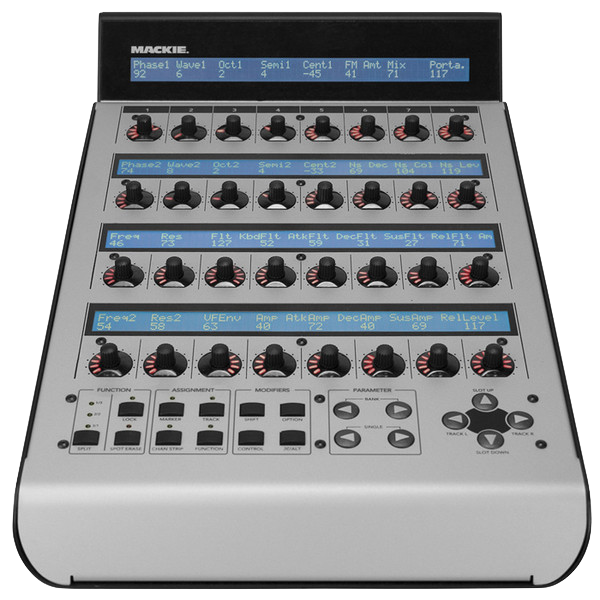 MACKIE.
Phase1 Wave1 Oct1 Semi1 Cent1 FM Amt Mix Porta.
92 6 2 4 -45 41 71 117
1 2 3 4 5 6 7 8
Phase2 Wave2 Oct2 Semi2 Cent2 Ns Dec Ns Col Ns Lev
74 8 2 4 -33 69 104 119
Freq Res Flt KbdFlt AtkFlt DecFlt SusFlt RelFlt Am
46 73 127 52 59 31 27 71
Freq2 Res2 VFEnv Amp AtkAmp DecAmp SusAmp RelLevel
54 58 63 40 72 40 69 117
FUNCTION ASSIGNMENT MODIFIERS PARAMETER SLOT UP
BANK
LOCK MARKER TRACK SHIFT OPTION
TRACK L TRACK R
SINGLE
SPLIT SPOT ERASE CHAN STRIP FUNCTION CONTROL SLOT DOWN